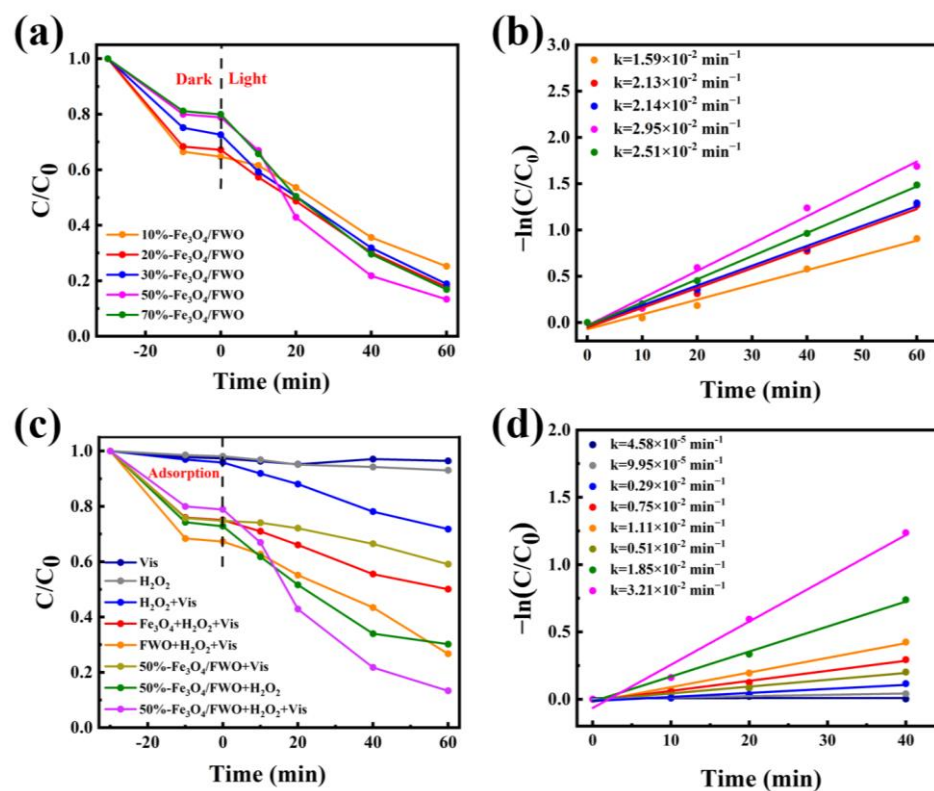 (a)
C/C₀
1.0
0.8
0.6
0.4
0.2
0.0
Dark
Light
10%-Fe₃O₄/FWO
20%-Fe₃O₄/FWO
30%-Fe₃O₄/FWO
50%-Fe₃O₄/FWO
70%-Fe₃O₄/FWO
-20 0 20 40 60
Time (min)
(b)
−ln(C/C₀)
3.0
2.5
2.0
1.5
1.0
0.5
0.0
k=1.59×10⁻² min⁻¹
k=2.13×10⁻² min⁻¹
k=2.14×10⁻² min⁻¹
k=2.95×10⁻² min⁻¹
k=2.51×10⁻² min⁻¹
0 10 20 30 40 50 60
Time (min)
(c)
C/C₀
1.0
0.8
0.6
0.4
0.2
0.0
Adsorption
Vis
H₂O₂
H₂O₂+Vis
Fe₃O₄+H₂O₂+Vis
FWO+H₂O₂+Vis
50%-Fe₃O₄/FWO+Vis
50%-Fe₃O₄/FWO+H₂O₂
50%-Fe₃O₄/FWO+H₂O₂+Vis
-20 0 20 40 60
Time (min)
(d)
−ln(C/C₀)
2.0
1.5
1.0
0.5
0.0
k=4.58×10⁻⁵ min⁻¹
k=9.95×10⁻⁵ min⁻¹
k=0.29×10⁻² min⁻¹
k=0.75×10⁻² min⁻¹
k=1.11×10⁻² min⁻¹
k=0.51×10⁻² min⁻¹
k=1.85×10⁻² min⁻¹
k=3.21×10⁻² min⁻¹
0 10 20 30 40
Time (min)